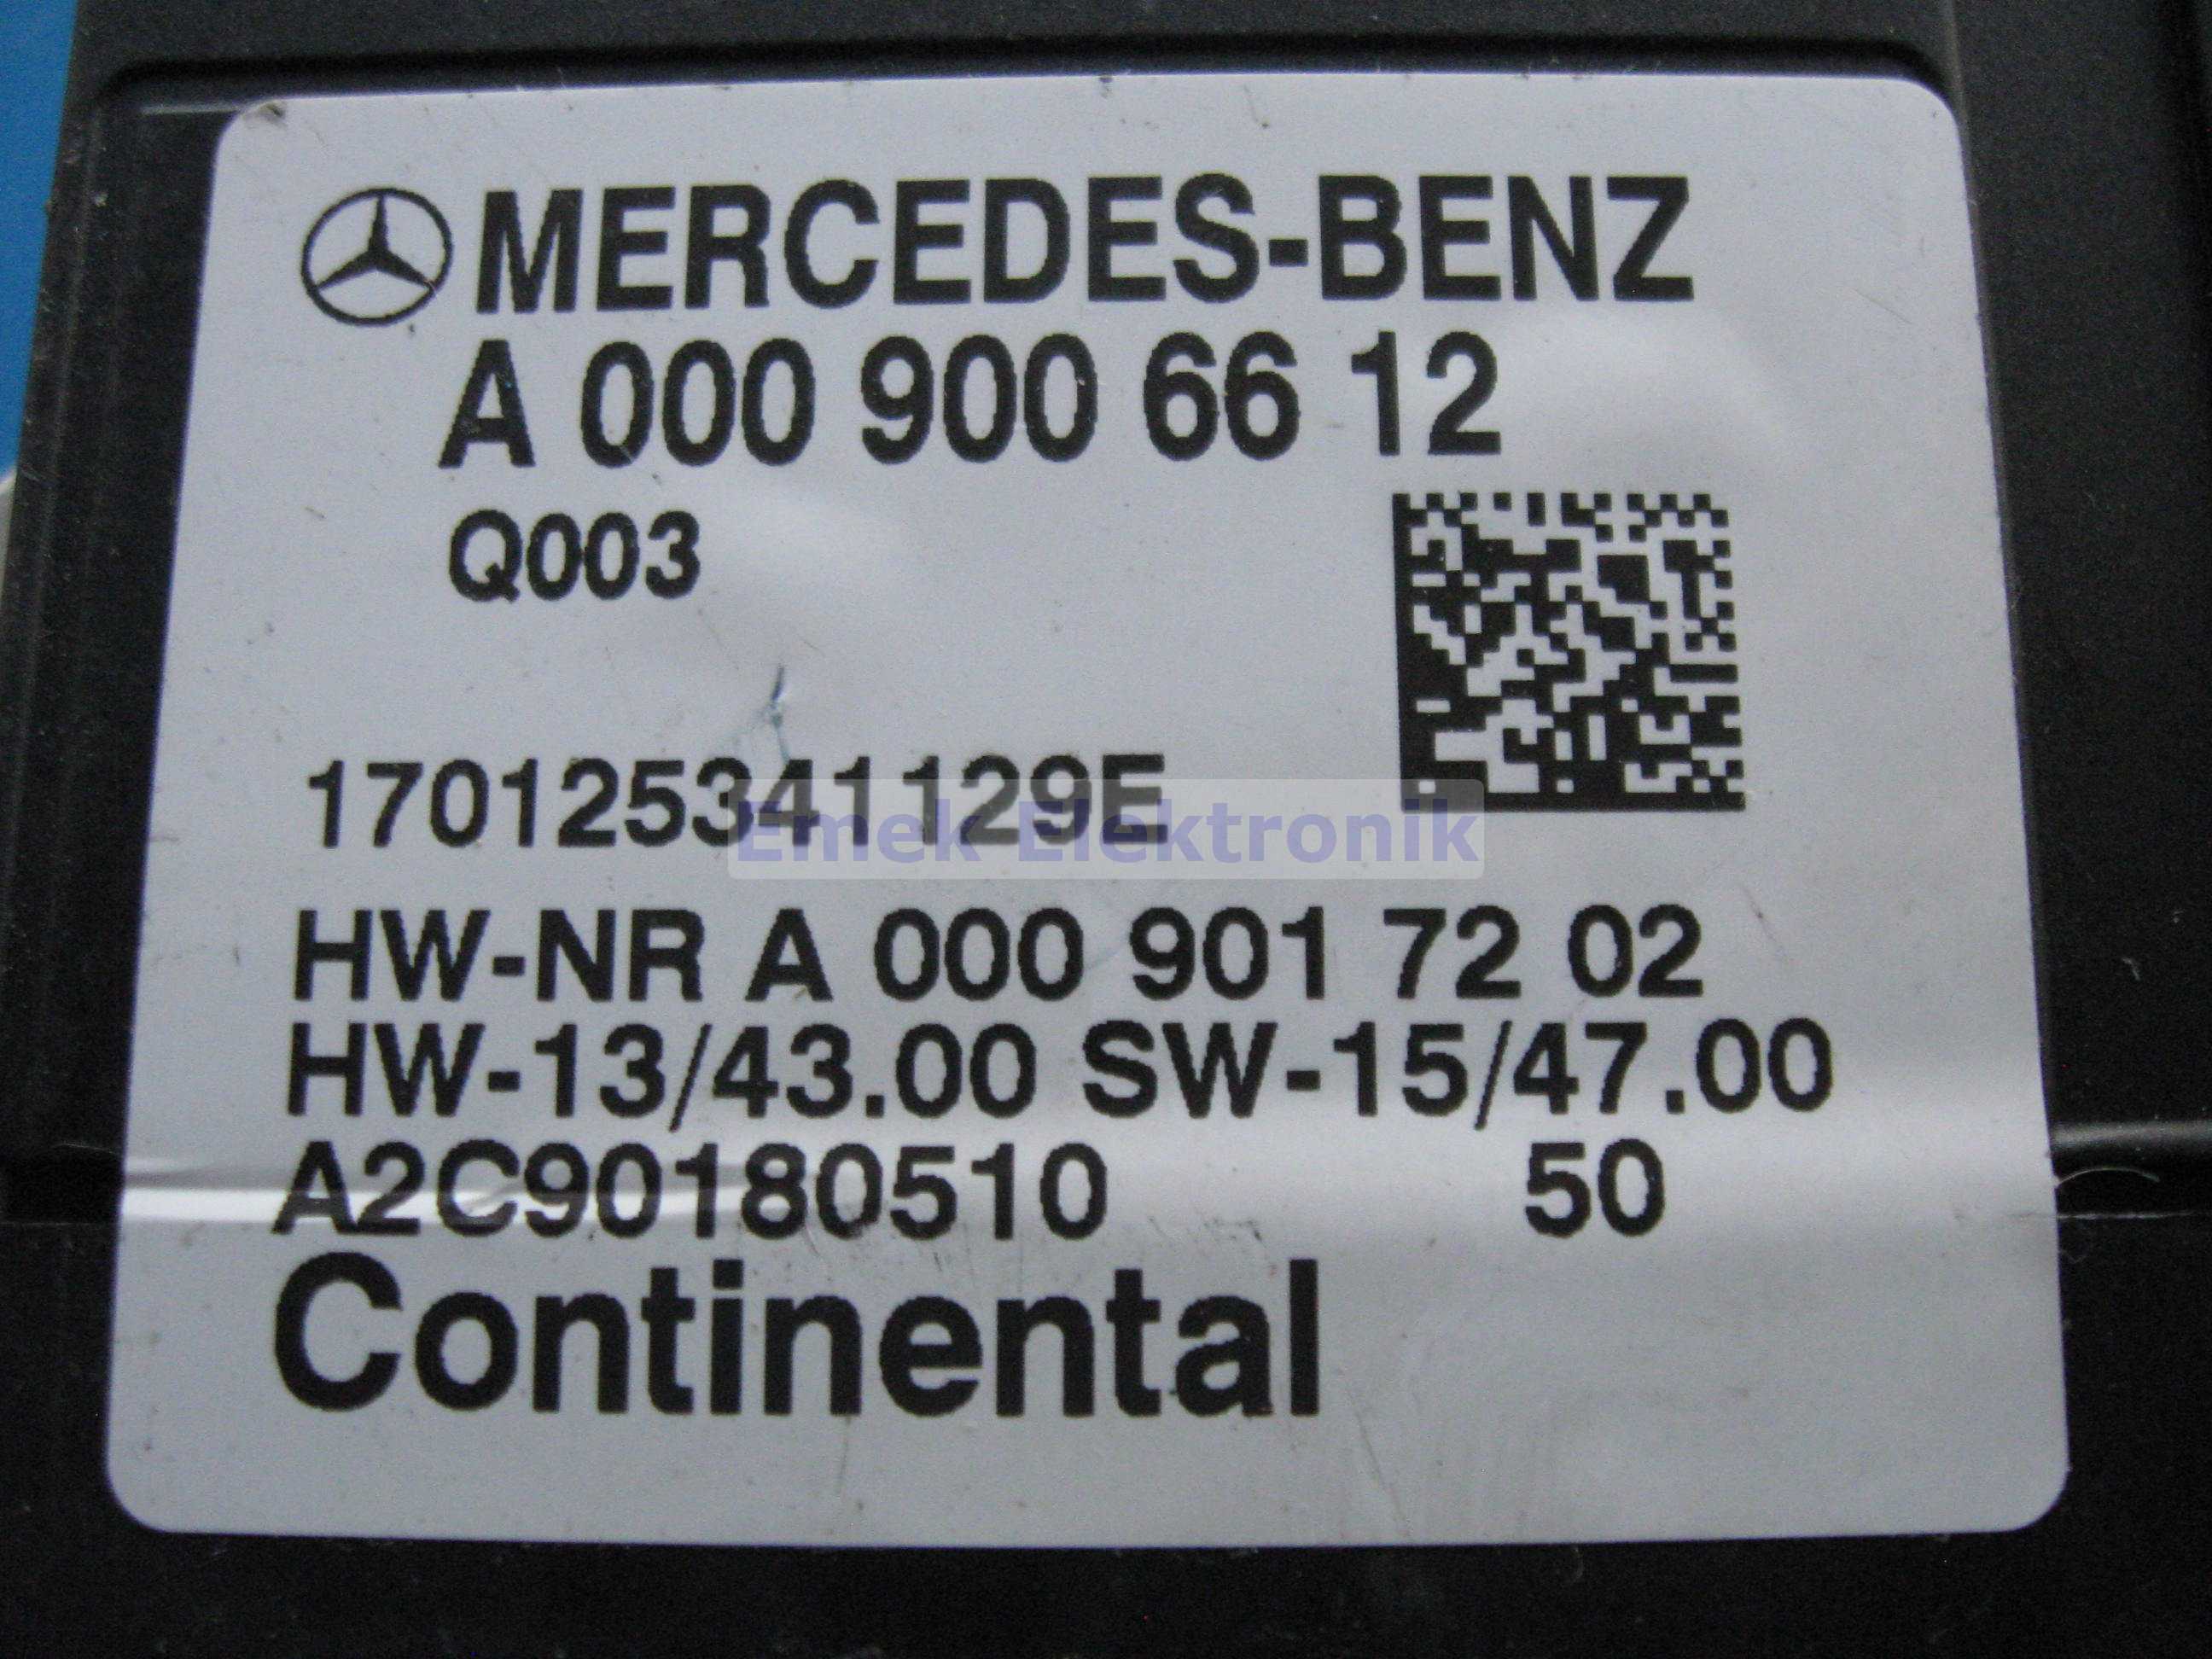 MERCEDES-BENZ
A 000 900 66 12
Q003
170125341129E
Emek Elektronik
HW-NR A 000 901 72 02
HW-13/43.00 SW-15/47.00
A2C90180510 50
Continental